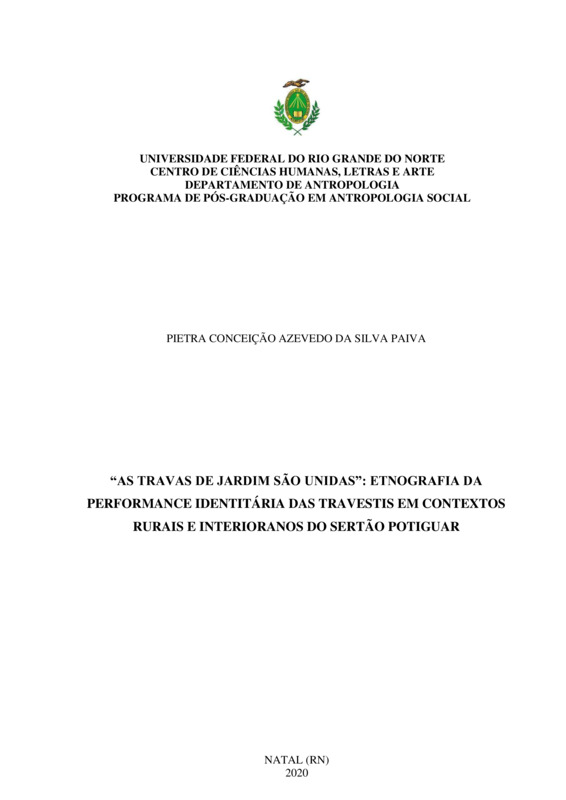 UNIVERSIDADE FEDERAL DO RIO GRANDE DO NORTE
CENTRO DE CIÊNCIAS HUMANAS, LETRAS E ARTE
DEPARTAMENTO DE ANTROPOLOGIA
PROGRAMA DE PÓS-GRADUAÇÃO EM ANTROPOLOGIA SOCIAL
PIETRA CONCEIÇÃO AZEVEDO DA SILVA PAIVA
“AS TRAVAS DE JARDIM SÃO UNIDAS”: ETNOGRAFIA DA
PERFORMANCE IDENTITÁRIA DAS TRAVESTIS EM CONTEXTOS
RURAIS E INTERIORANOS DO SERTÃO POTIGUAR
NATAL (RN)
2020